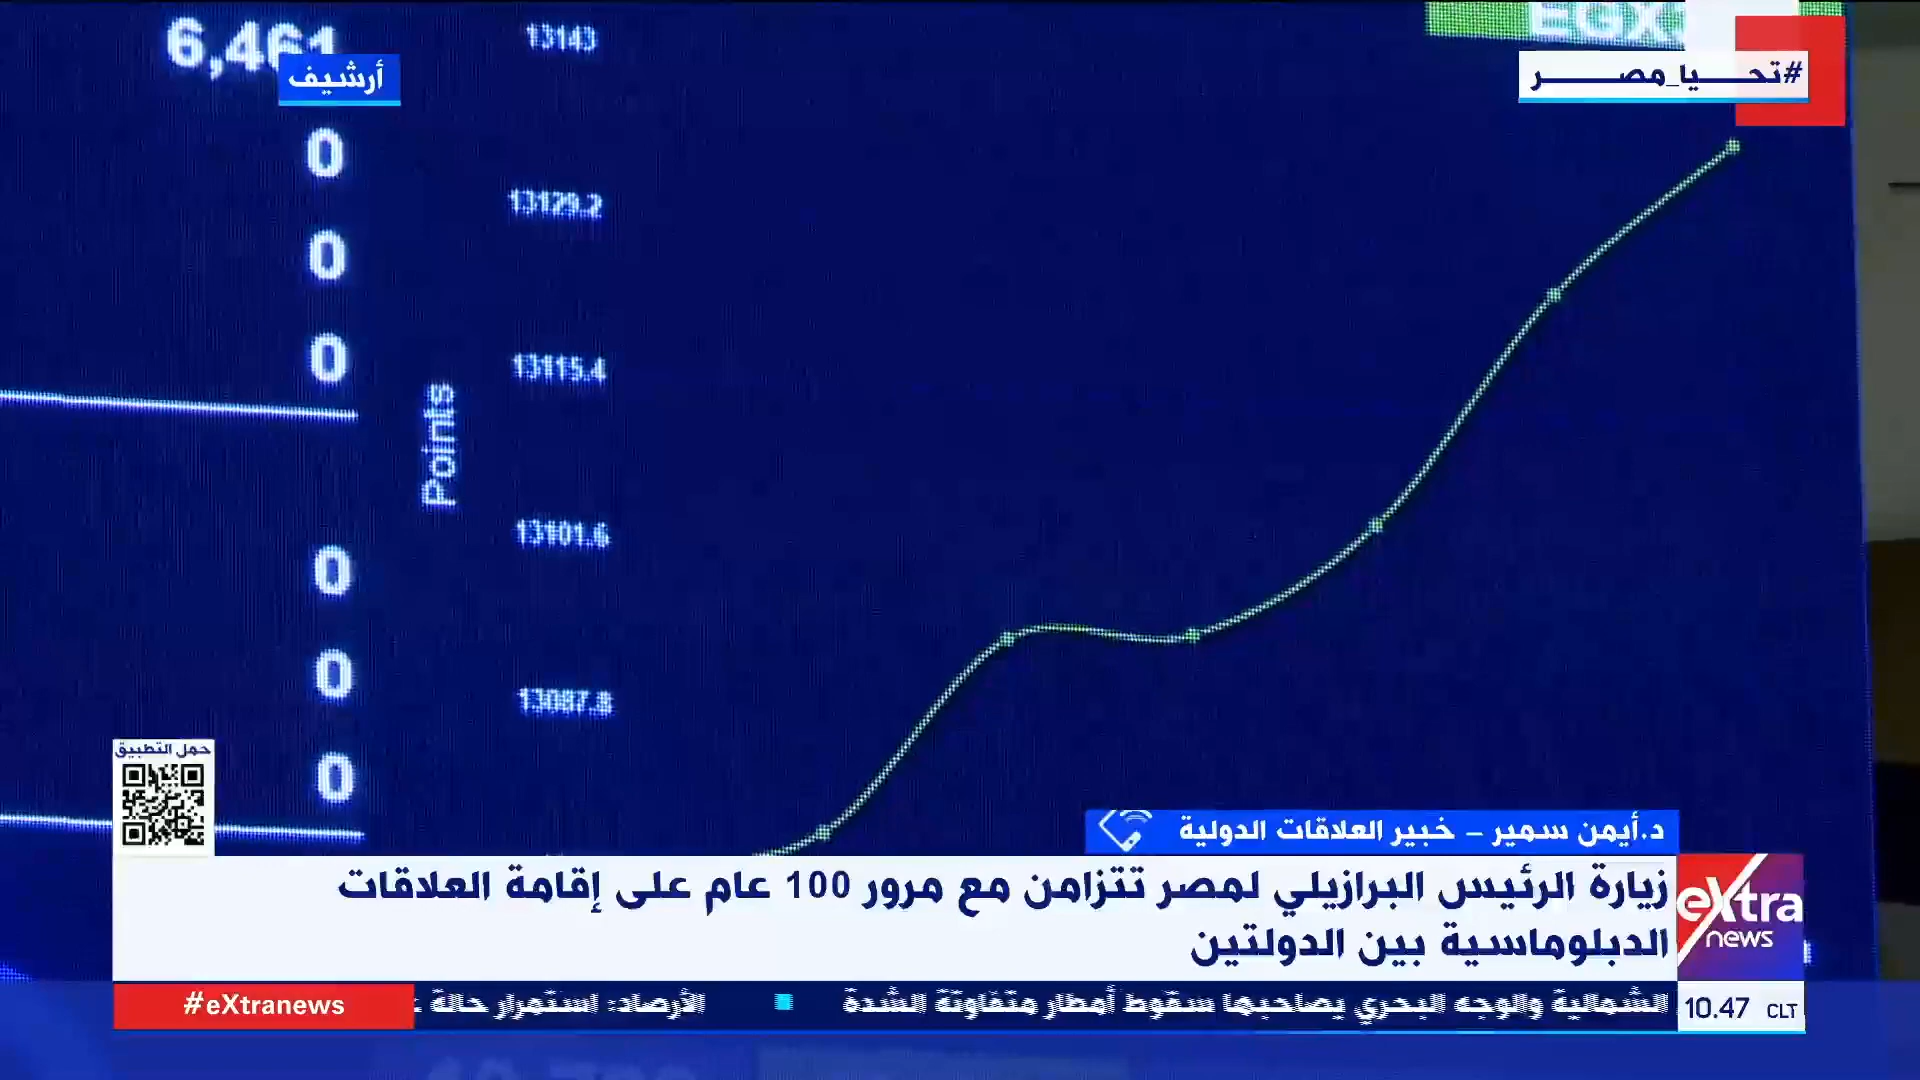 6,461
أرشيف
13143
#تحـــيا_مصـــر
0
13129.2
0
0
13115.4
Points
13101.6
0
13087.8
0
0
حمل التطبيق
د.أيمن سمير – خبير العلاقات الدولية
زيارة الرئيس البرازيلي لمصر تتزامن مع مرور 100 عام على إقامة العلاقات
الدبلوماسية بين الدولتين
eXtra
news
#eXtranews
الشمالية والوجه البحري يصاحبها سقوط أمطار متفاوتة الشدة ■ الأرصاد: استمرار حالة
10.47 CLT